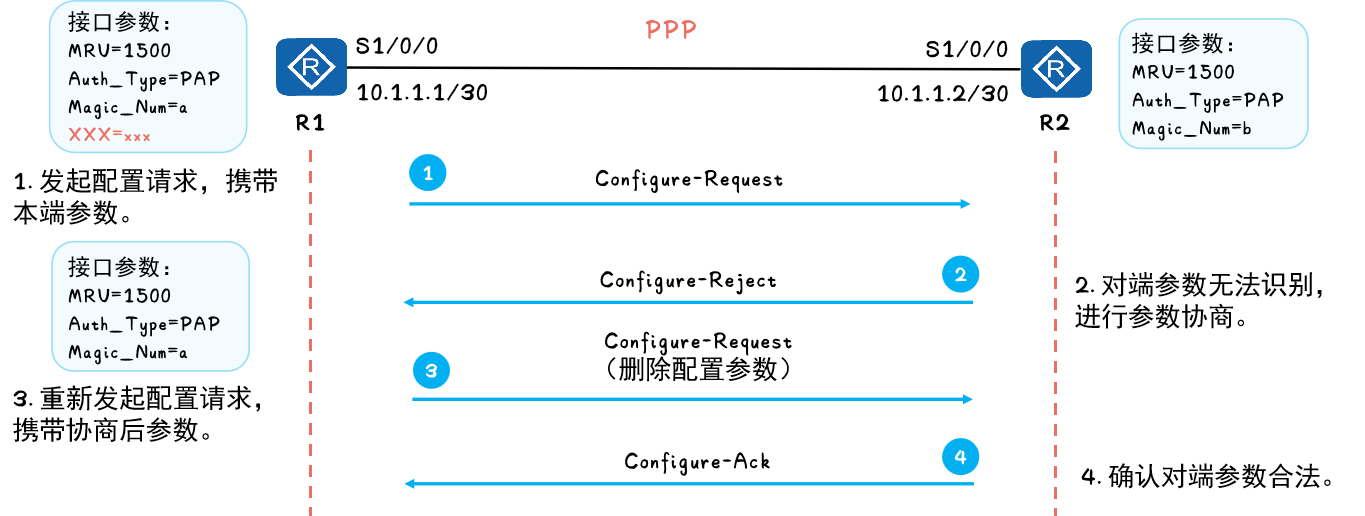 接口参数：
MRU=1500
Auth_Type=PAP
Magic_Num=a
XXX=xxx
PPP
S1/0/0
10.1.1.1/30
R
R1
S1/0/0
10.1.1.2/30
R
R2
接口参数：
MRU=1500
Auth_Type=PAP
Magic_Num=b
1. 发起配置请求，携带
本端参数。
1
Configure-Request
Configure-Reject
2
2. 对端参数无法识别，
进行参数协商。
接口参数：
MRU=1500
Auth_Type=PAP
Magic_Num=a
3. 重新发起配置请求，
携带协商后参数。
3
Configure-Request
（删除配置参数）
Configure-Ack
4
4. 确认对端参数合法。